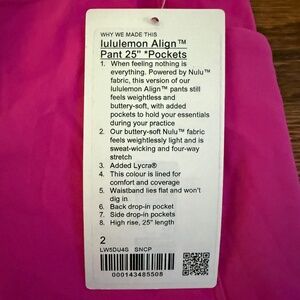 WHY WE MADE THIS
lululemon Align™
Pant 25" *Pockets
1. When feeling nothing is
everything. Powered by Nulu™
fabric, this version of our
lululemon Align™ pants still
feels weightless and
buttery-soft, with added
pockets to hold your essentials
during your practice
2. Our buttery-soft Nulu™ fabric
feels weightlessly light and is
sweat-wicking and four-way
stretch
3. Added Lycra®
4. This colour is lined for
comfort and coverage
5. Waistband lies flat and won't
dig in
6. Back drop-in pocket
7. Side drop-in pockets
8. High rise, 25" length
2
LW5DU4S SNCP
000143485508